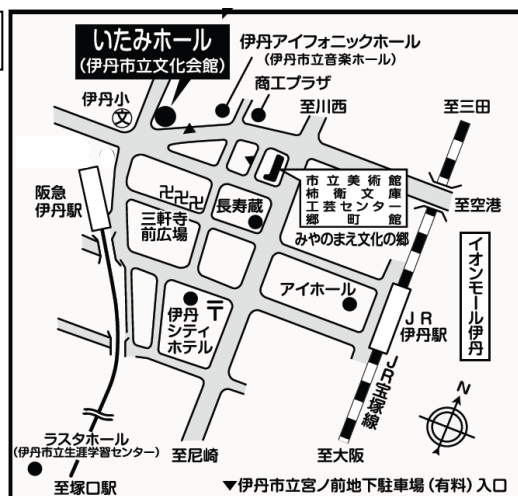 いたみホール
(伊丹市立文化会館)
伊丹アイフォニックホール
(伊丹市立音楽ホール)
商工プラザ
伊丹小
文
至川西
至三田
市立美術館
柿衞文庫
工芸センター
郷町館
みやのまえ文化の郷
至空港
阪急
伊丹駅
卍卍卍
三軒寺
前広場
長寿蔵
イオンモール伊丹
アイホール
JR
伊丹駅
伊丹
シティ
ホテル
〒
JR宝塚線
N
ラスタホール
(伊丹市立生涯学習センター)
至尼崎
至大阪
至塚口駅
▼伊丹市立宮ノ前地下駐車場(有料)入口